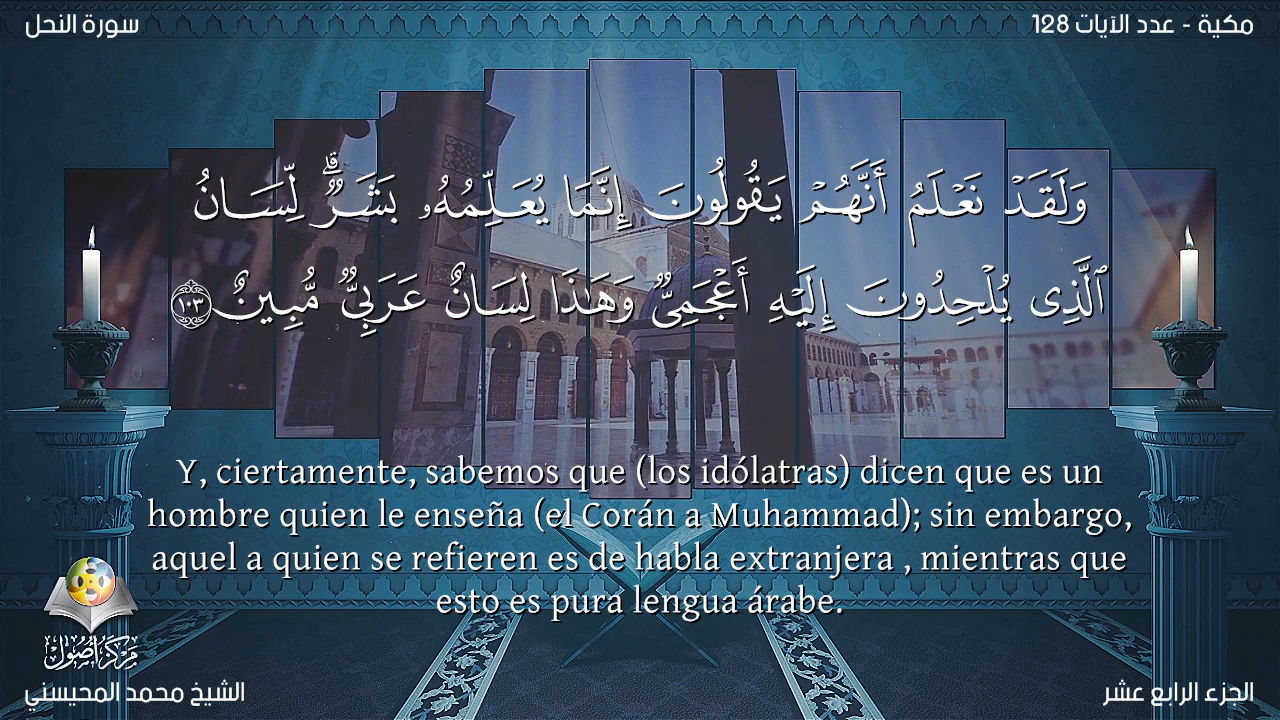 سورة النحل
مكية - عدد الآيات 128
وَلَقَدْ نَعْلَمُ أَنَّهُمْ يَقُولُونَ إِنَّمَا يُعَلِّمُهُۥ بَشَرٌۗ لِّسَانُ
ٱلَّذِى يُلْحِدُونَ إِلَيْهِ أَعْجَمِىٌّ وَهَٰذَا لِسَانٌ عَرَبِىٌّ مُّبِينٌ ١٠٣
Y, ciertamente, sabemos que (los idólatras) dicen que es un
hombre quien le enseña (el Corán a Muhammad); sin embargo,
aquel a quien se refieren es de habla extranjera , mientras que
esto es pura lengua árabe.
مركز أصول
الشيخ محمد المحيسني
الجزء الرابع عشر